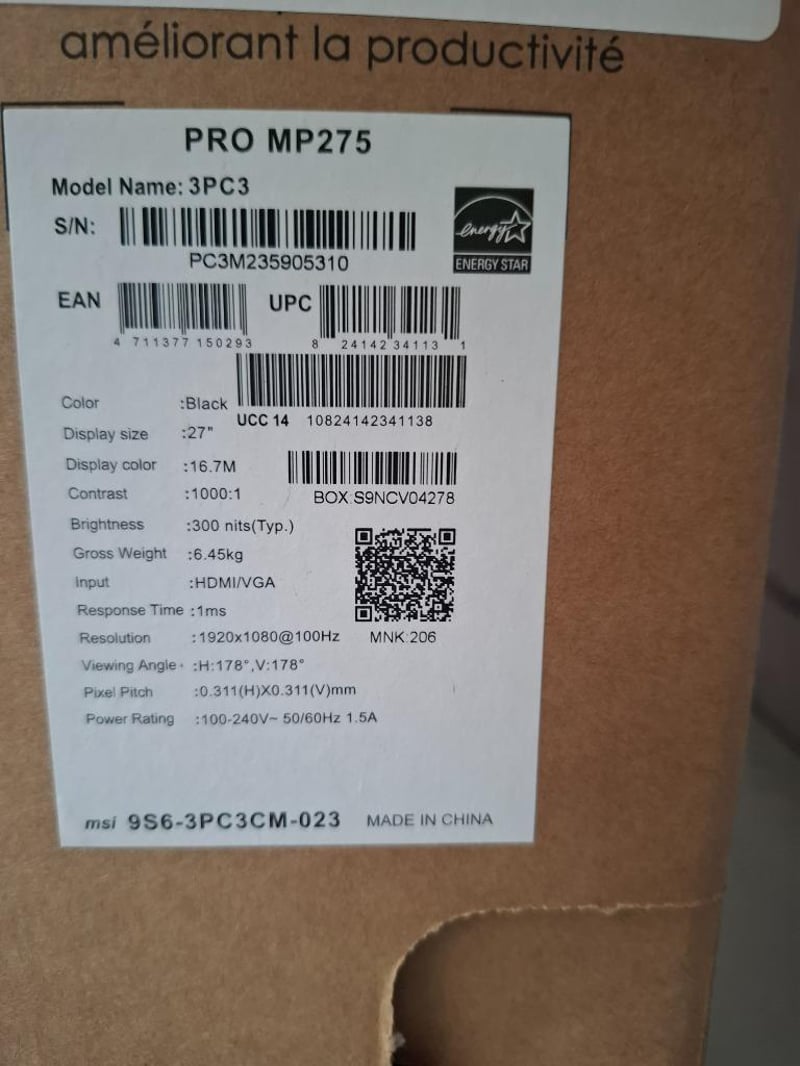 améliorant la productivité
PRO MP275
Model Name: 3PC3
S/N:
PC3M235905310
energy
ENERGY STAR
EAN
4 711377 150293
UPC
8 24142 34113 1
UCC 14 10824142341138
Color :Black
Display size :27"
Display color :16.7M
BOX:S9NCV04278
Contrast :1000:1
Brightness :300 nits(Typ.)
Gross Weight :6.45kg
Input :HDMI/VGA
Response Time :1ms
Resolution :1920x1080@100Hz
MNK:206
Viewing Angle :H:178°,V:178°
Pixel Pitch :0.311(H)X0.311(V)mm
Power Rating :100-240V~ 50/60Hz 1.5A
msi 9S6-3PC3CM-023 MADE IN CHINA